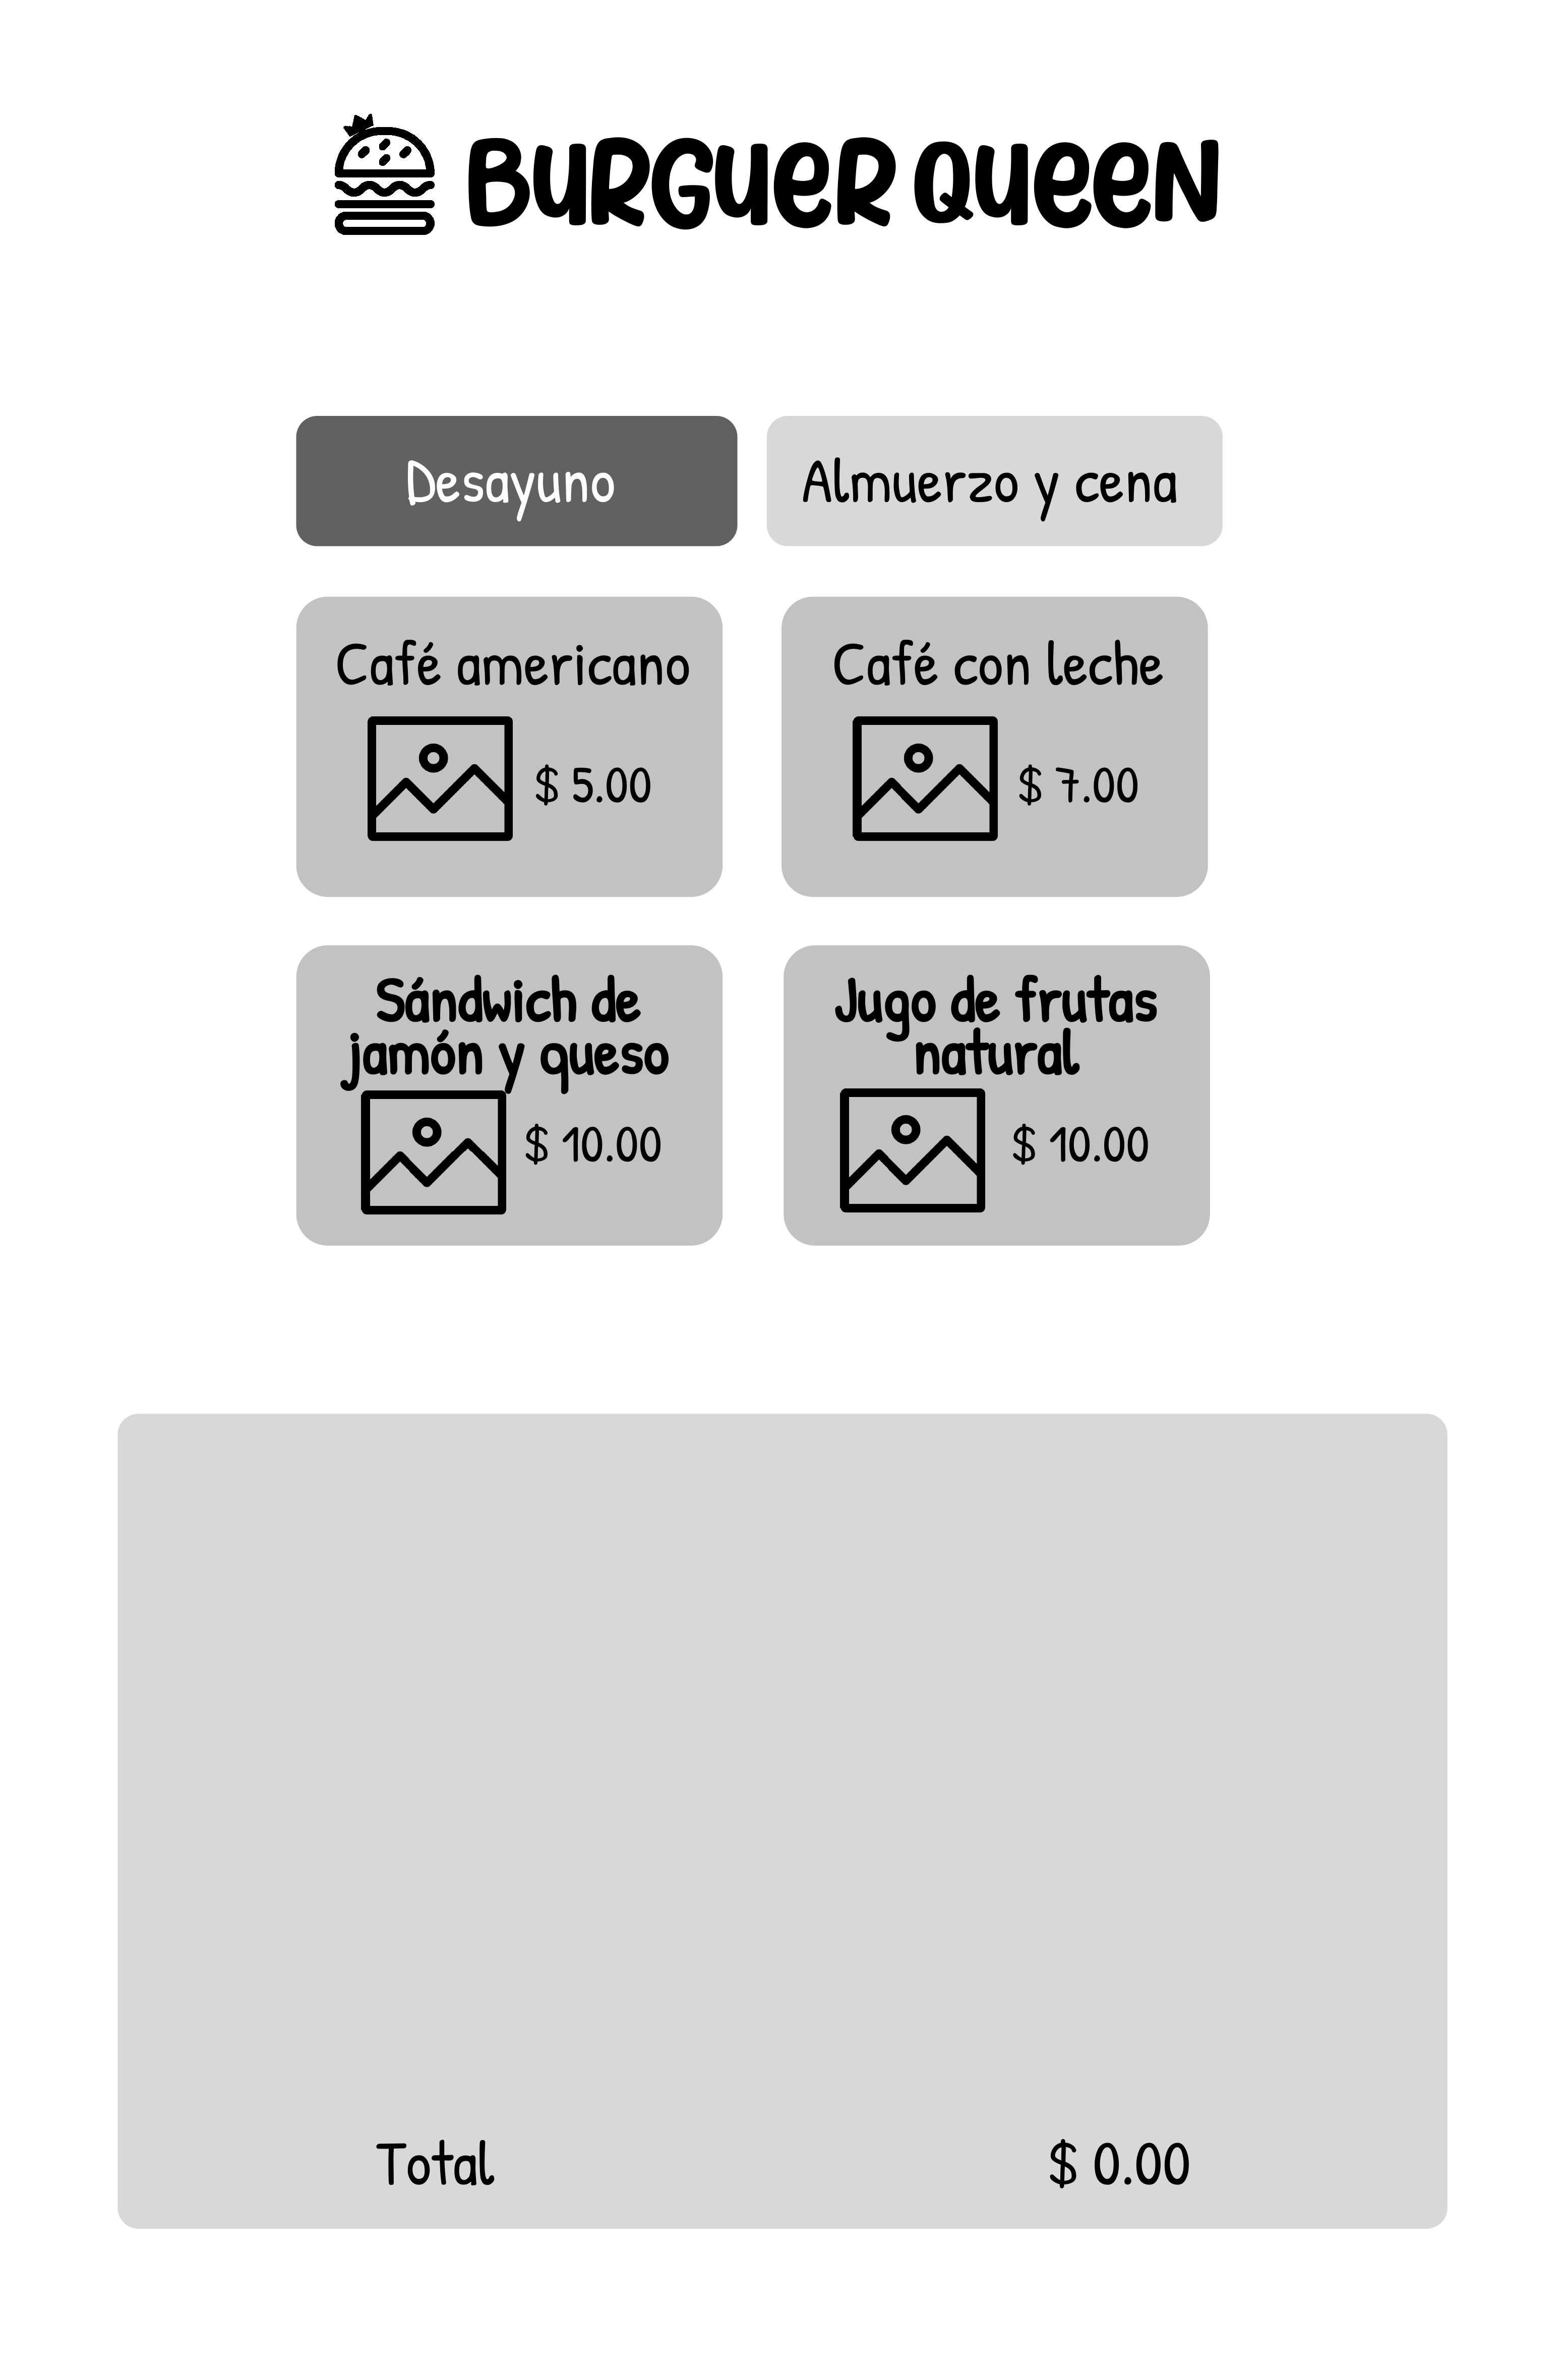 BURGUER QUEEN
Desayuno
Almuerzo y cena
Café americano
$ 5.00
Café con leche
$ 7.00
Sándwich de
jamón y queso
$ 10.00
Jugo de frutas
natural
$ 10.00
Total
$ 0.00